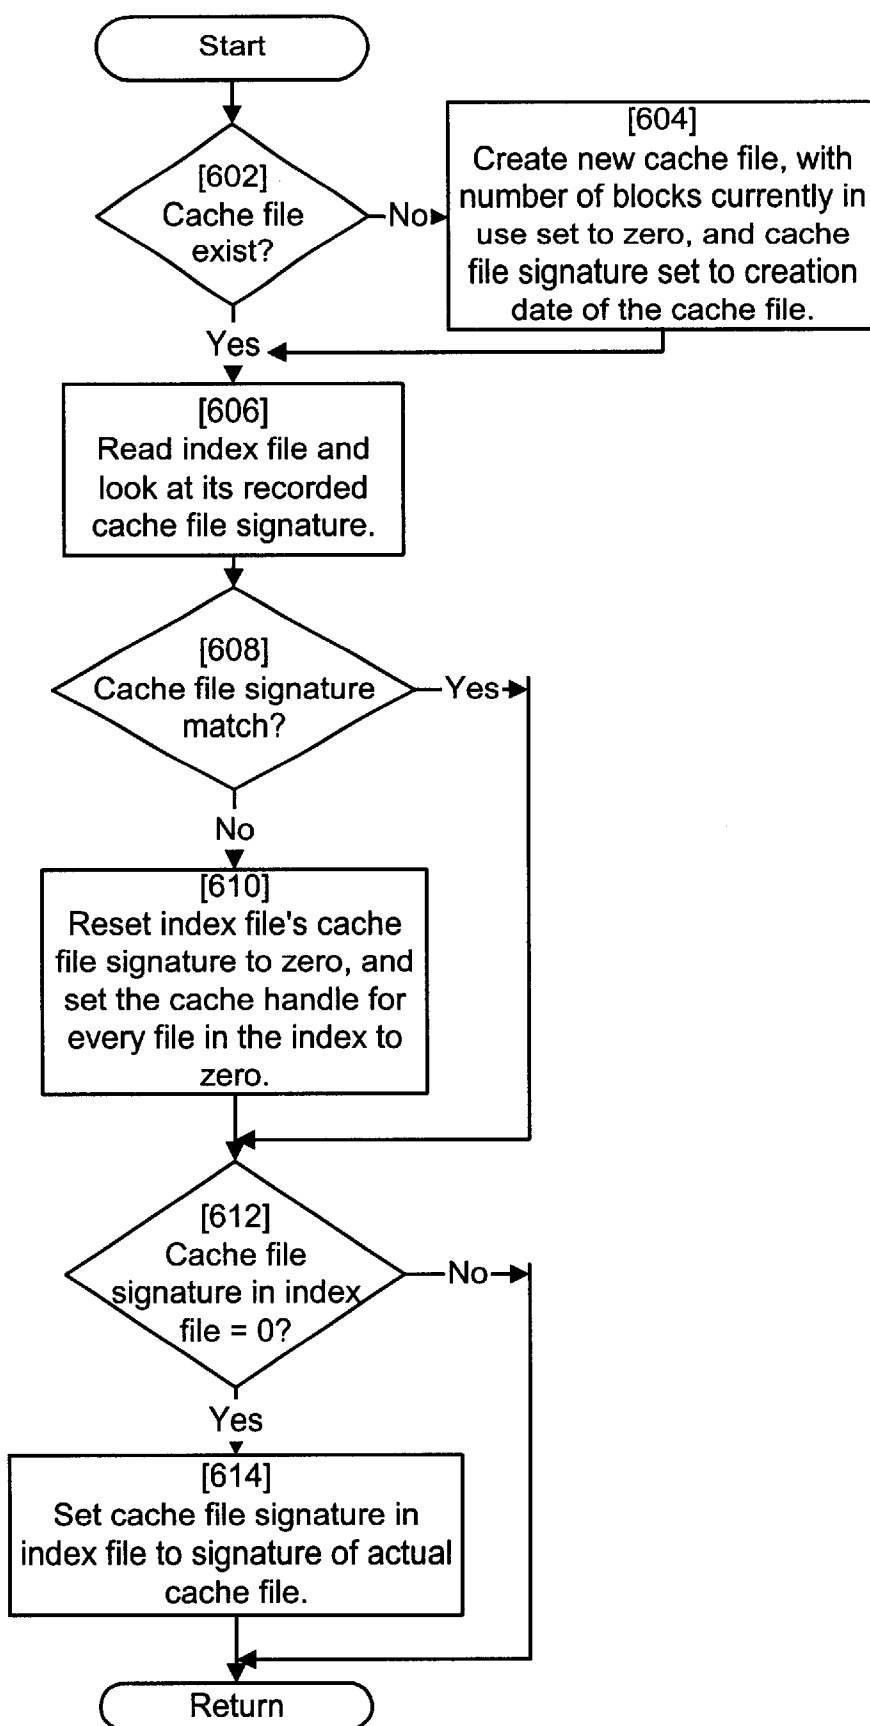 Start
[602]
Cache file
exist?
No
[604]
Create new cache file, with
number of blocks currently in
use set to zero, and cache
file signature set to creation
date of the cache file.
Yes
[606]
Read index file and
look at its recorded
cache file signature.
[608]
Cache file signature
match?
Yes
No
[610]
Reset index file's cache
file signature to zero, and
set the cache handle for
every file in the index to
zero.
[612]
Cache file
signature in index
file = 0?
No
Yes
[614]
Set cache file signature in
index file to signature of actual
cache file.
Return